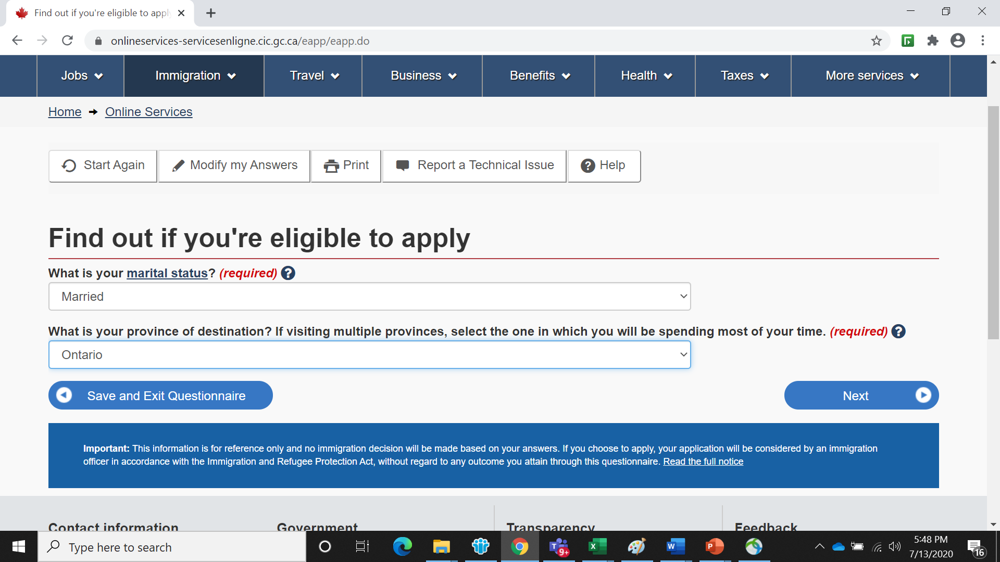 Find out if you're eligible to appl
onlineservices-servicesenligne.cic.gc.ca/eapp/eapp.do
Jobs Immigration Travel Business Benefits Health Taxes More services
Home Online Services
Start Again Modify my Answers Print Report a Technical Issue Help
Find out if you're eligible to apply
What is your marital status? (required)
Married
What is your province of destination? If visiting multiple provinces, select the one in which you will be spending most of your time. (required)
Ontario
Save and Exit Questionnaire Next
Important: This information is for reference only and no immigration decision will be made based on your answers. If you choose to apply, your application will be considered by an immigration
officer in accordance with the Immigration and Refugee Protection Act, without regard to any outcome you attain through this questionnaire. Read the full notice
Contact information Government Transparency Feedback
Type here to search
9+
5:48 PM
7/13/2020
16